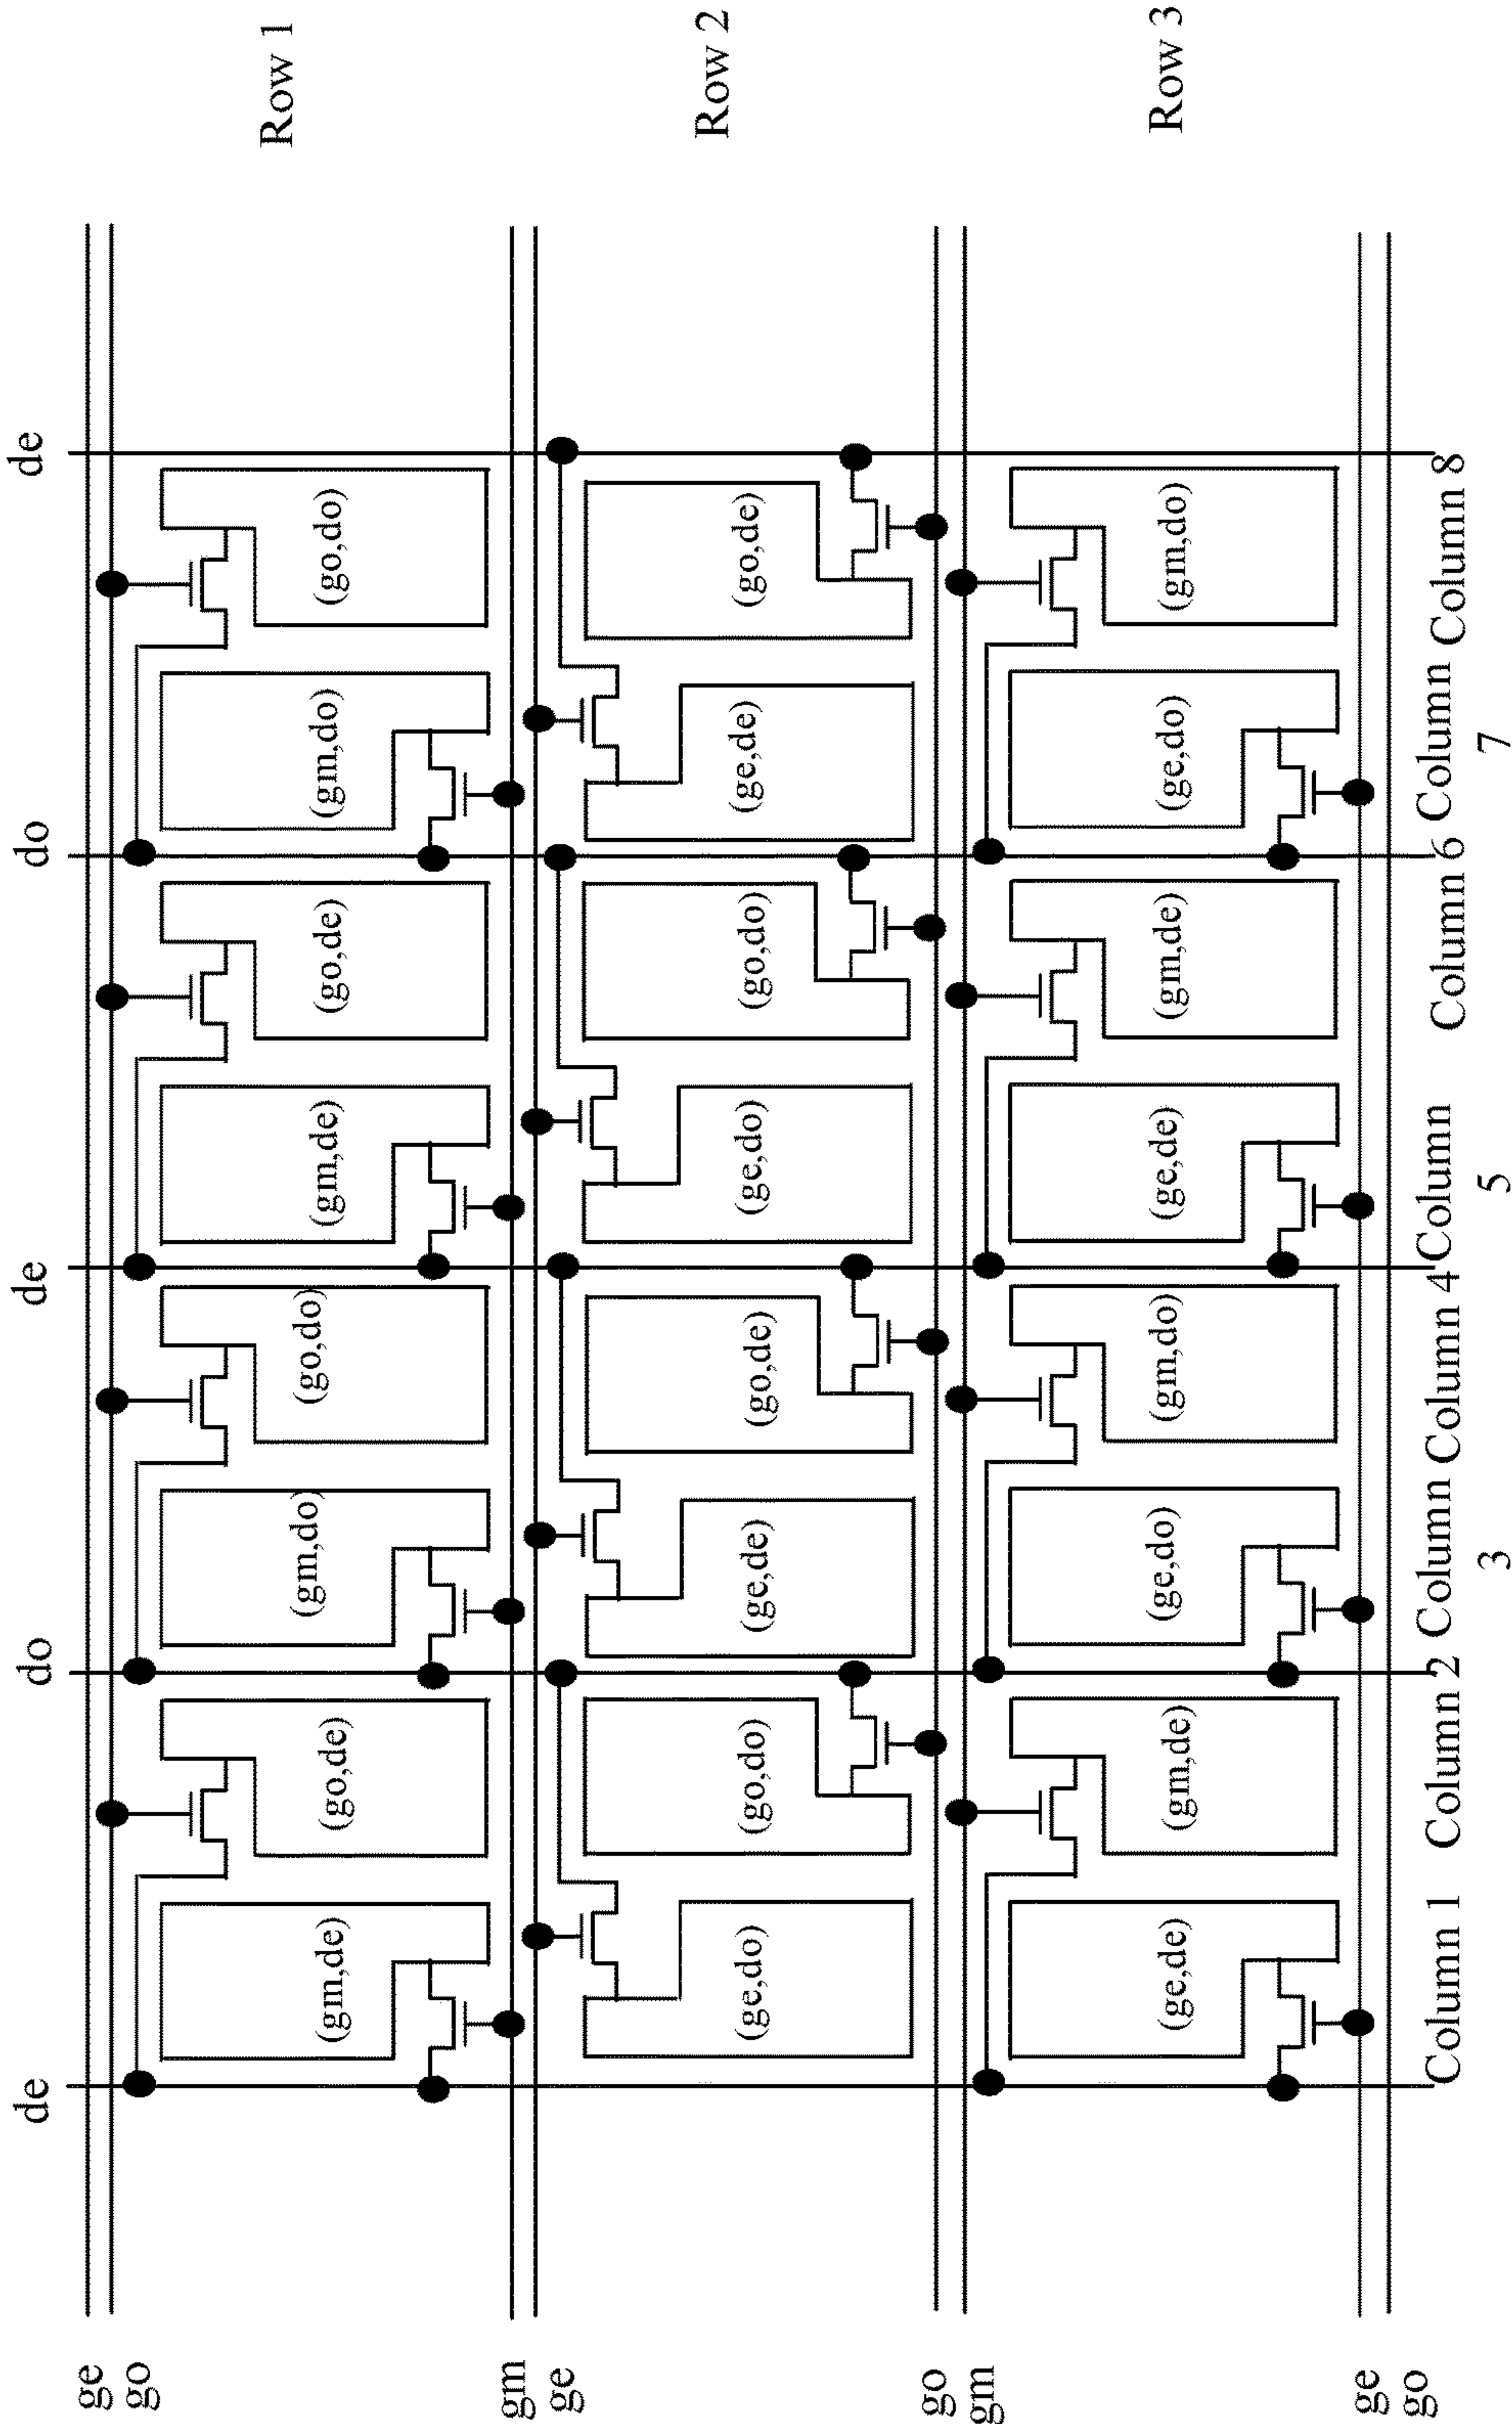 de
do
de
do
de
ge
go
(gm,de)
(go,de)
(gm,do)
(go,do)
(gm,de)
(go,de)
(gm,do)
(go,do)
Row 1
gm
ge
(ge,do)
(go,do)
(ge,de)
(go,de)
(ge,do)
(go,do)
(ge,de)
(go,de)
Row 2
go
gm
(ge,de)
(gm,de)
(ge,do)
(gm,do)
(ge,de)
(gm,de)
(ge,do)
(gm,do)
Row 3
ge
go
Column 1
Column 2
Column 3
Column 4
Column 5
Column 6
Column 7
Column 8